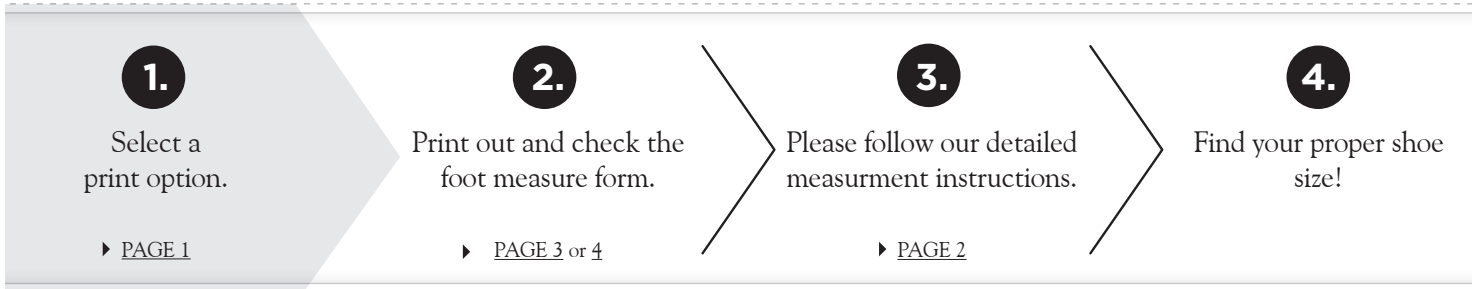 1.
Select a
print option.
PAGE 1
2.
Print out and check the
foot measure form.
PAGE 3 or 4
3.
Please follow our detailed
measurment instructions.
PAGE 2
4.
Find your proper shoe
size!